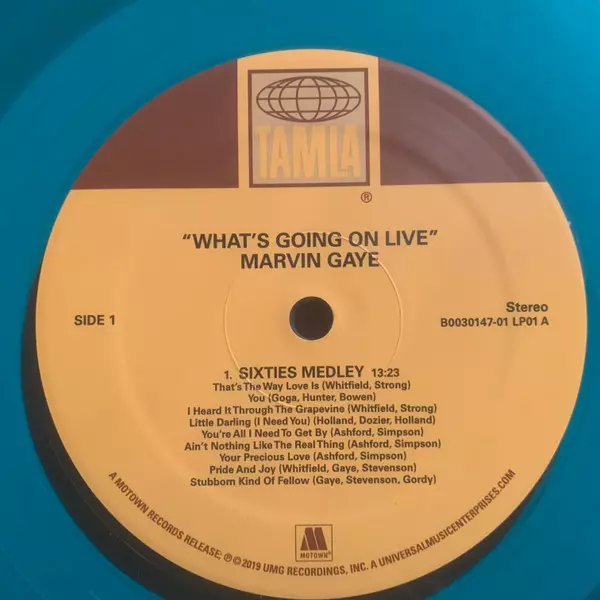 TAMLA
®
"WHAT'S GOING ON LIVE"
MARVIN GAYE
SIDE 1
Stereo
B0030147-01 LP01 A
1. SIXTIES MEDLEY 13:23
That's The Way Love Is (Whitfield, Strong)
You (Goga, Hunter, Bowen)
I Heard It Through The Grapevine (Whitfield, Strong)
Little Darling (I Need You) (Holland, Dozier, Holland)
You're All I Need To Get By (Ashford, Simpson)
Ain't Nothing Like The Real Thing (Ashford, Simpson)
Your Precious Love (Ashford, Simpson)
Pride And Joy (Whitfield, Gaye, Stevenson)
Stubborn Kind Of Fellow (Gaye, Stevenson, Gordy)
M
MOTOWN®
A MOTOWN RECORDS RELEASE; ℗ © 2019 UMG RECORDINGS, INC. A UNIVERSALMUSICENTERPRISES.COM